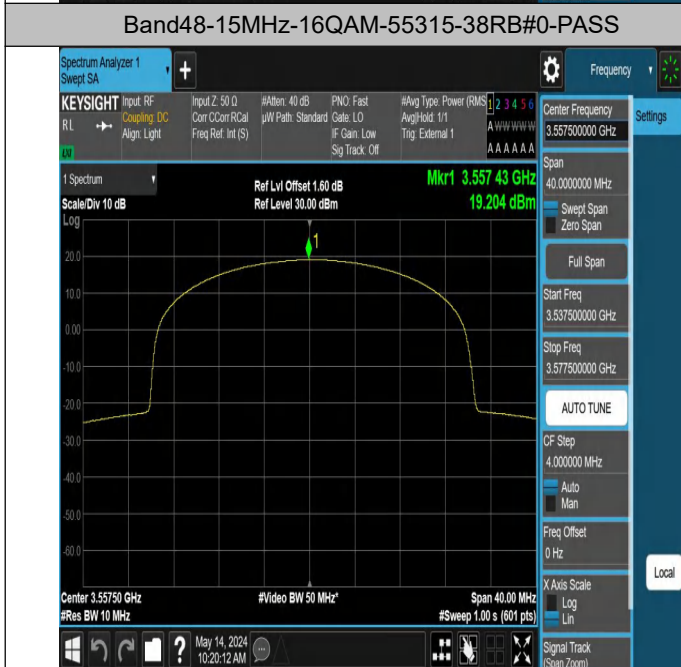 Band48-15MHz-16QAM-55315-38RB#0-PASS
Spectrum Analyzer 1
Swept SA
+
Frequency
KEYSIGHT
RL
Input: RF
Coupling: DC
Align: Light
Input Z: 50 Ω
Corr CCorr RCal
Freq Ref: Int (S)
#Atten: 40 dB
µW Path: Standard
PNO: Fast
Gate: LO
IF Gain: Low
Sig Track: Off
#Avg Type: Power (RMS
Avg|Hold: 1/1
Trig: External 1
1 2 3 4 5 6
A W W W W W
A A A A A A
1 Spectrum
Scale/Div 10 dB
Log
Ref Lvl Offset 1.60 dB
Ref Level 30.00 dBm
Mkr1 3.557 43 GHz
19.204 dBm
1
20.0
10.0
0.00
-10.0
-20.0
-30.0
-40.0
-50.0
-60.0
Center 3.55750 GHz
#Res BW 10 MHz
#Video BW 50 MHz*
Span 40.00 MHz
#Sweep 1.00 s (601 pts)
Center Frequency
3.557500000 GHz
Settings
Span
40.0000000 MHz
Swept Span
Zero Span
Full Span
Start Freq
3.537500000 GHz
Stop Freq
3.577500000 GHz
AUTO TUNE
CF Step
4.000000 MHz
Auto
Man
Freq Offset
0 Hz
X Axis Scale
Log
Lin
Local
Signal Track
(Span Zoom)
?
May 14, 2024
10:20:12 AM